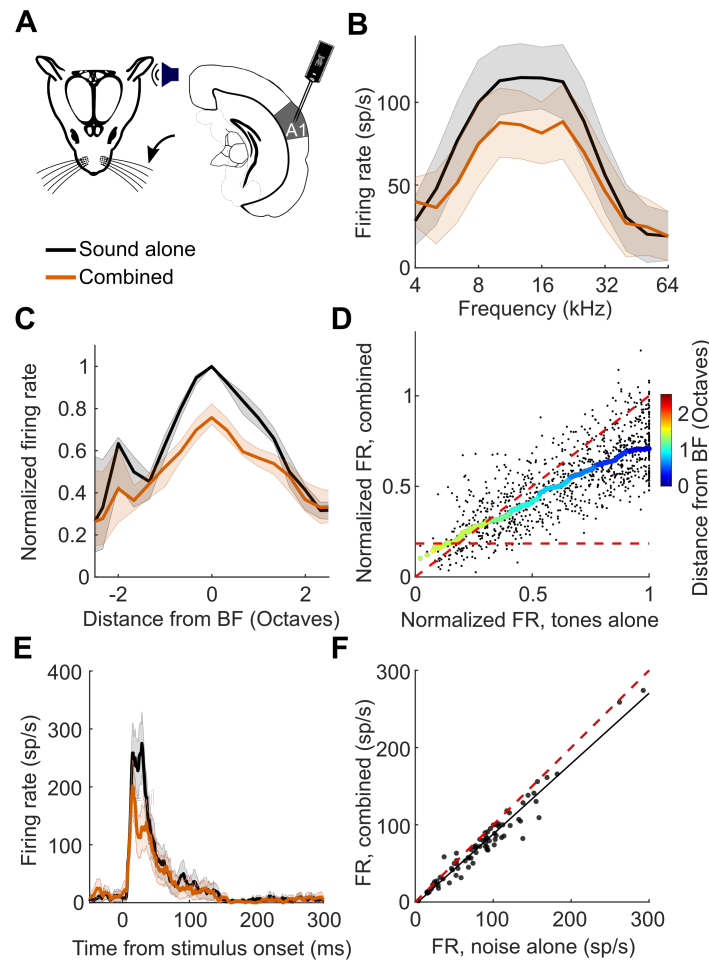 A
A1
Sound alone
Combined
B
Firing rate (sp/s)
100
50
0
4
8
16
32
64
Frequency (kHz)
C
Normalized firing rate
1
0.8
0.6
0.4
0.2
0
-2
0
2
Distance from BF (Octaves)
D
Normalized FR, combined
1
0.5
0
0
0.5
1
Normalized FR, tones alone
2
1
0
Distance from BF (Octaves)
E
Firing rate (sp/s)
400
300
200
100
0
0
100
200
300
Time from stimulus onset (ms)
F
FR, combined (sp/s)
300
200
100
0
0
100
200
300
FR, noise alone (sp/s)